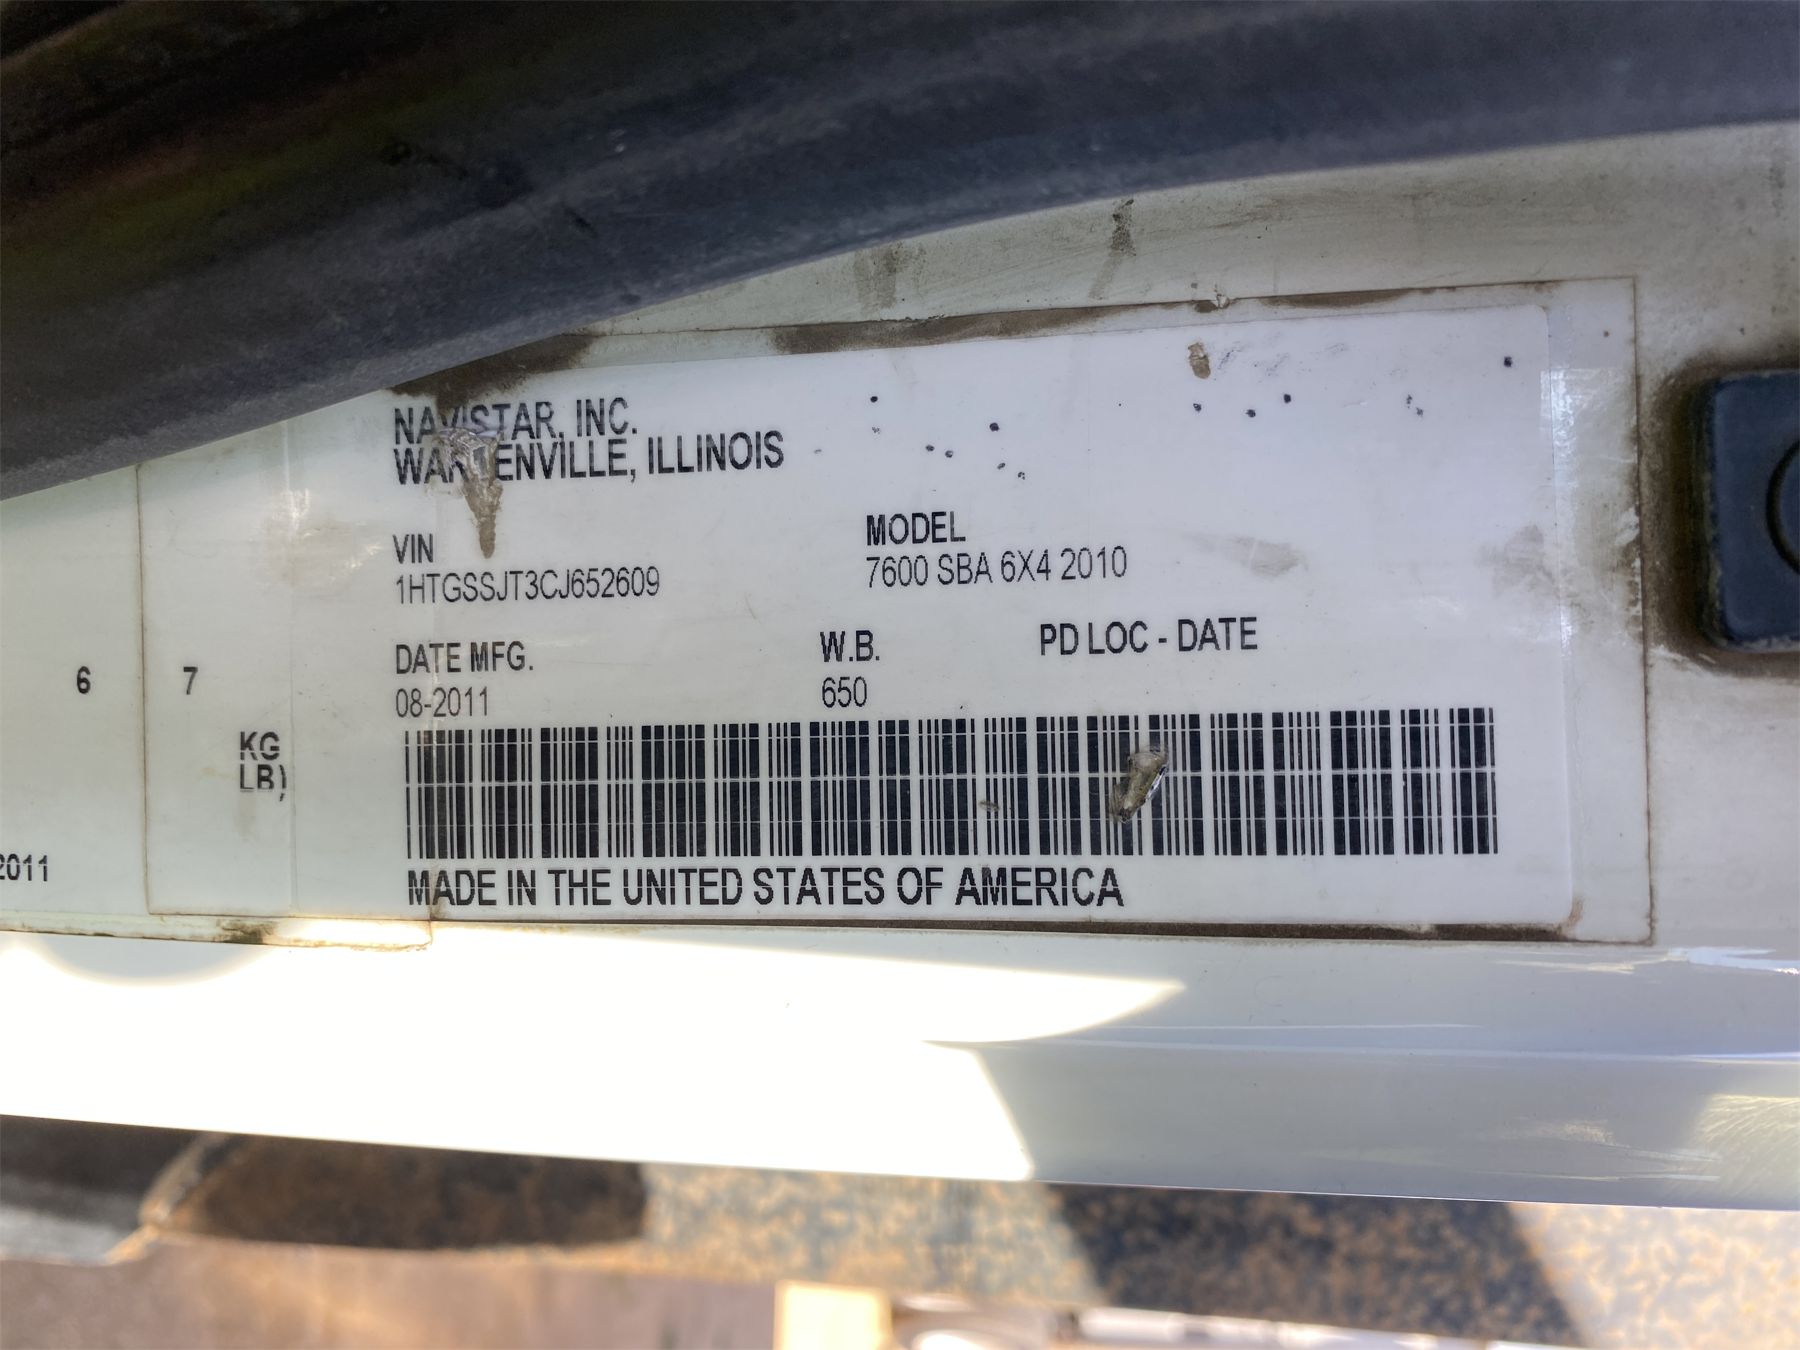 NAVISTAR, INC.
WARRENVILLE, ILLINOIS
VIN
1HTGSSJT3CJ652609
MODEL
7600 SBA 6X4 2010
DATE MFG.
08-2011
W.B.
650
PD LOC - DATE
6
7
KG
LB)
2011
MADE IN THE UNITED STATES OF AMERICA